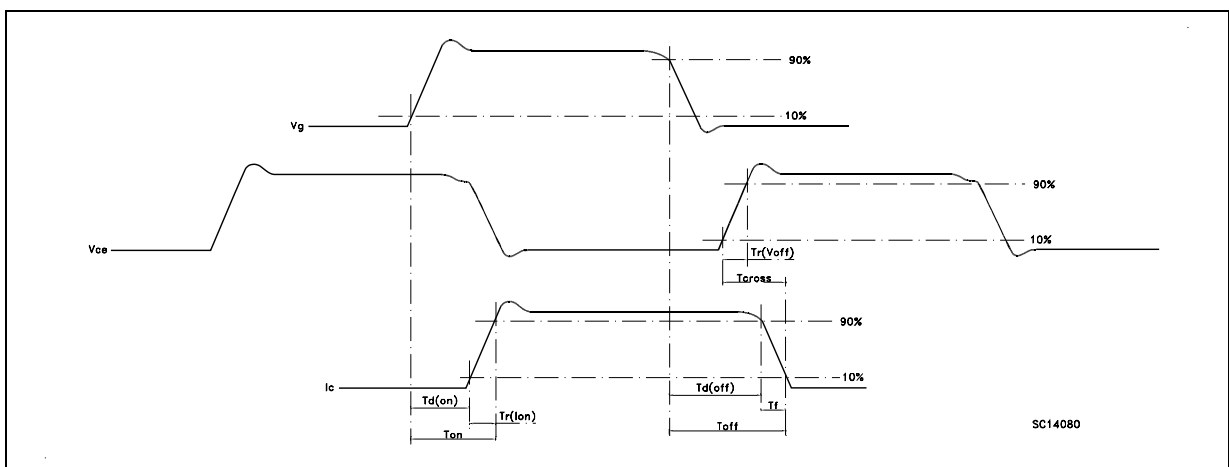 90%
10%
Vg
90%
10%
Vce
Tr(Voff)
Tcross
90%
10%
Ic
Td(off)
Td(on)
Tf
Tr(Ion)
Ton
Toff
SC14080